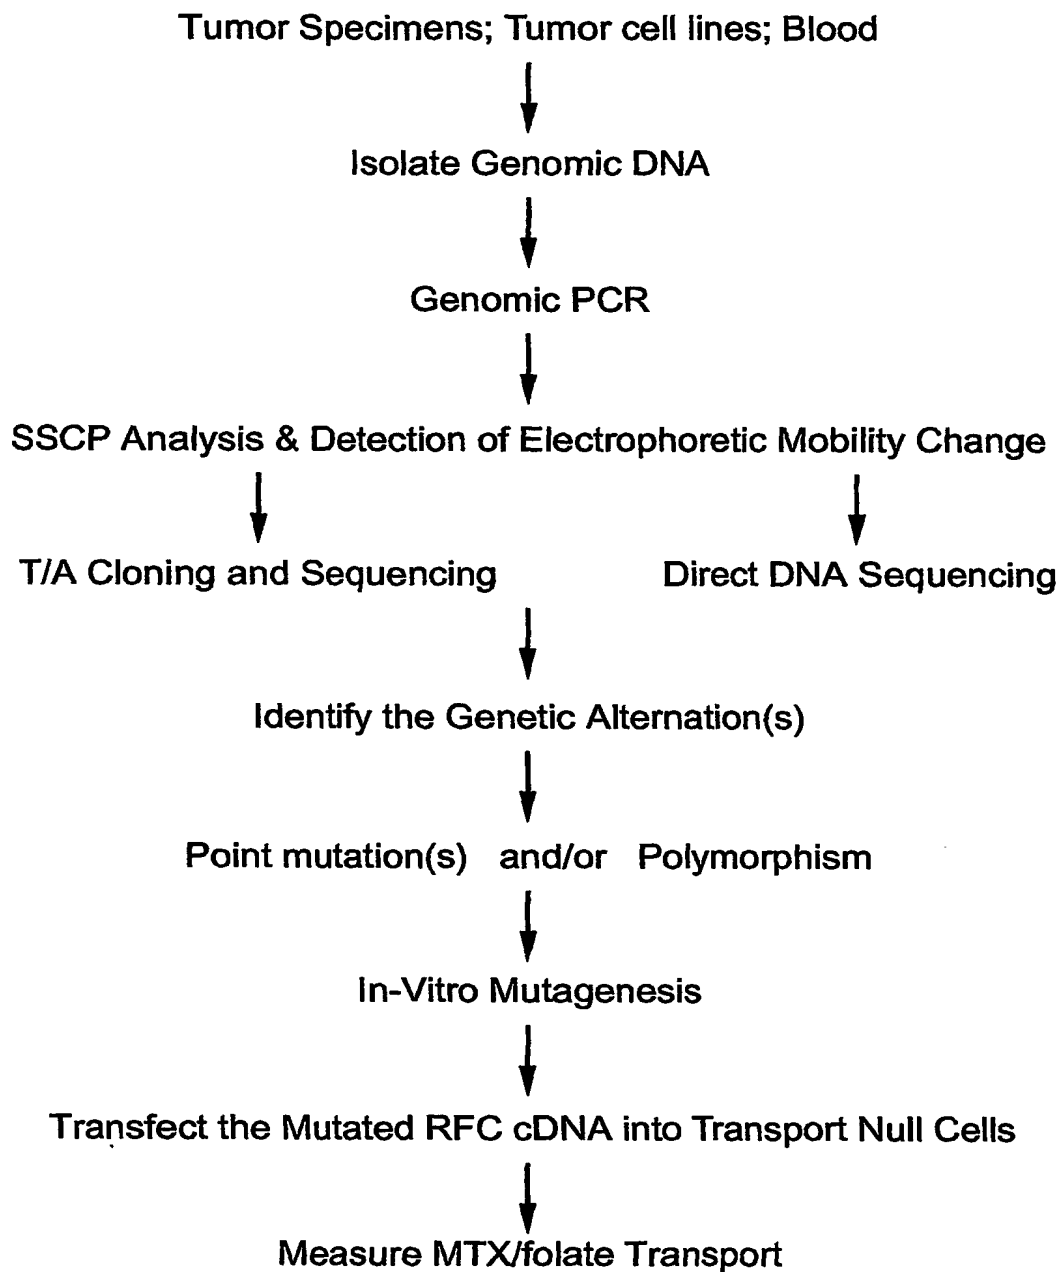 Tumor Specimens; Tumor cell lines; Blood
Isolate Genomic DNA
Genomic PCR
SSCP Analysis & Detection of Electrophoretic Mobility Change
T/A Cloning and Sequencing
Direct DNA Sequencing
Identify the Genetic Alternation(s)
Point mutation(s) and/or Polymorphism
In-Vitro Mutagenesis
Transfect the Mutated RFC cDNA into Transport Null Cells
Measure MTX/folate Transport